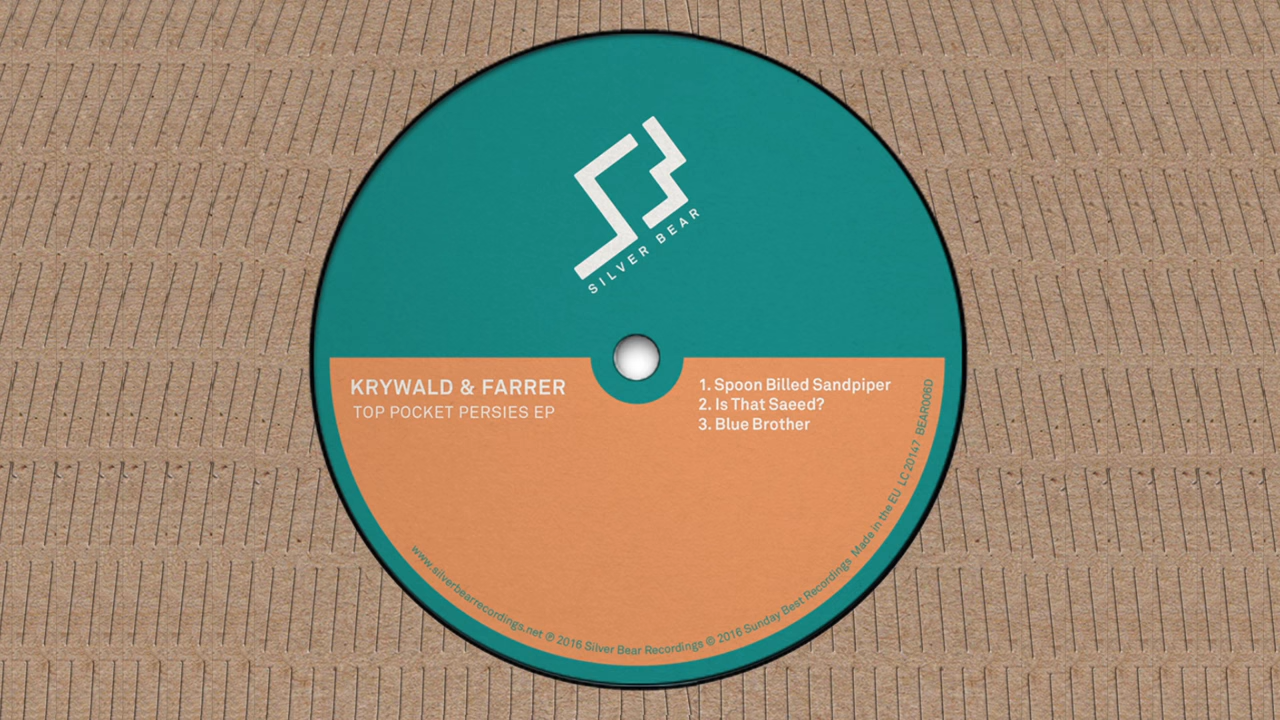 SILVER BEAR
KRYWALD & FARRER
TOP POCKET PERSIES EP
1. Spoon Billed Sandpiper
2. Is That Saeed?
3. Blue Brother
www.silverbearrecordings.net ℗ 2016 Silver Bear Recordings © 2016 Sunday Best Recordings Made in the EU LC 20147 BEAR006D